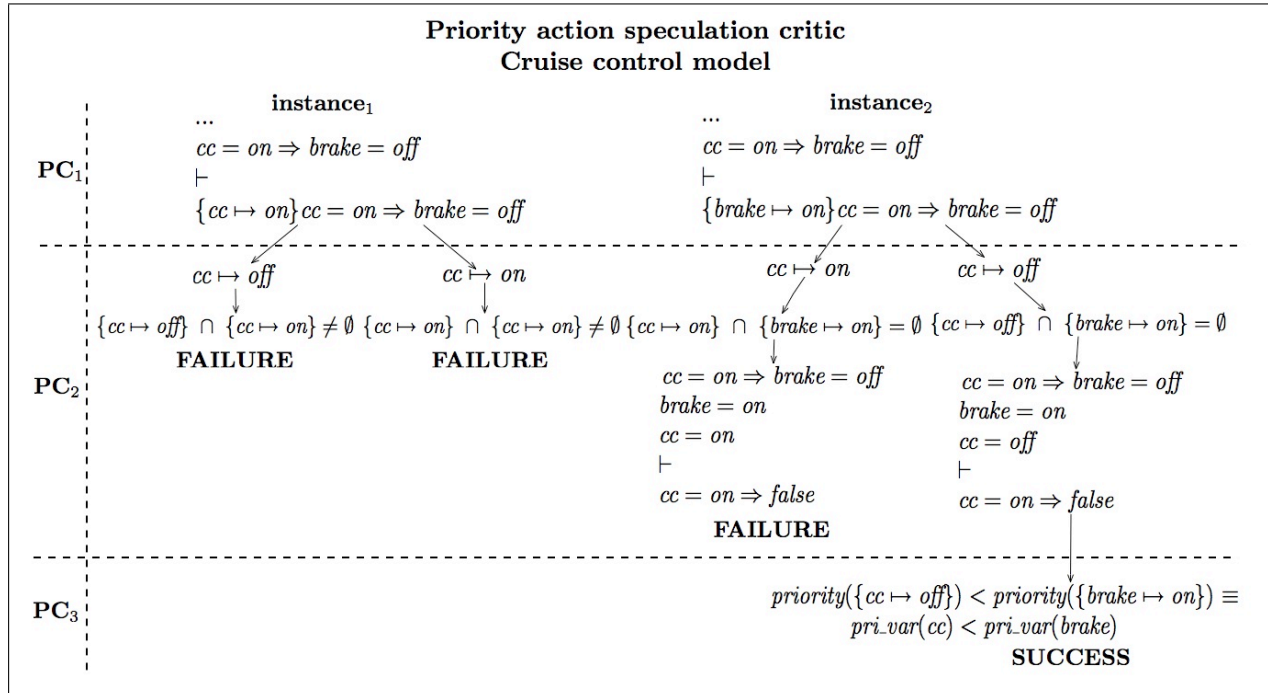 Priority action speculation critic
Cruise control model
instance₁
...
cc = on ⇒ brake = off
⊢
{cc ↦ on}cc = on ⇒ brake = off
instance₂
...
cc = on ⇒ brake = off
⊢
{brake ↦ on}cc = on ⇒ brake = off
PC₁
cc ↦ off
cc ↦ on
cc ↦ on
cc ↦ off
{cc ↦ off} ∩ {cc ↦ on} ≠ ∅
{cc ↦ on} ∩ {cc ↦ on} ≠ ∅
{cc ↦ on} ∩ {brake ↦ on} = ∅
{cc ↦ off} ∩ {brake ↦ on} = ∅
FAILURE
FAILURE
PC₂
cc = on ⇒ brake = off
brake = on
cc = on
⊢
cc = on ⇒ false
FAILURE
cc = on ⇒ brake = off
brake = on
cc = off
⊢
cc = on ⇒ false
PC₃
priority({cc ↦ off}) < priority({brake ↦ on}) ≡
pri_var(cc) < pri_var(brake)
SUCCESS